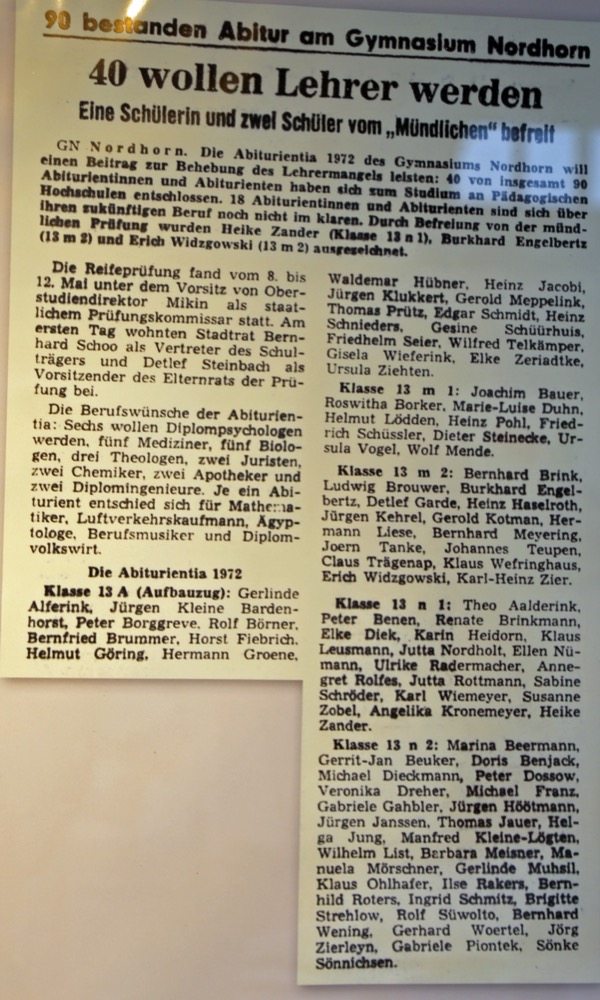 90 bestanden Abitur am Gymnasium Nordhorn
40 wollen Lehrer werden
Eine Schülerin und zwei Schüler vom „Mündlichen“ befreit
GN Nordhorn. Die Abiturientia 1972 des Gymnasiums Nordhorn will
einen Beitrag zur Behebung des Lehrermangels leisten: 40 von insgesamt 90
Abiturientinnen und Abiturienten haben sich zum Studium an Pädagogischen
Hochschulen entschlossen. 18 Abiturientinnen und Abiturienten sind sich über
ihren zukünftigen Beruf noch nicht im klaren. Durch Befreiung von der münd-
lichen Prüfung wurden Heike Zander (Klasse 13 n 1), Burkhard Engelbertz
(13 m 2) und Erich Widzgowski (13 m 2) ausgezeichnet.
Die Reifeprüfung fand vom 8. bis
12. Mai unter dem Vorsitz von Ober-
studiendirektor Mikin als staat-
lichem Prüfungskommissar statt. Am
ersten Tag wohnten Stadtrat Bern-
hard Schoo als Vertreter des Schul-
trägers und Detlef Steinbach als
Vorsitzender des Elternrats der Prü-
fung bei.
Die Berufswünsche der Abiturien-
tia: Sechs wollen Diplompsychologen
werden, fünf Mediziner, fünf Biolo-
gen, drei Theologen, zwei Juristen,
zwei Chemiker, zwei Apotheker und
zwei Diplomingenieure. Je ein Abi-
turient entschied sich für Mathema-
tiker, Luftverkehrskaufmann, Ägyp-
tologe, Berufsmusiker und Diplom-
volkswirt.
Die Abiturientia 1972
Klasse 13 A (Aufbauzug): Gerlinde
Alferink, Jürgen Kleine Barden-
horst, Peter Borggreve, Rolf Börner,
Bernfried Brummer, Horst Fiebrich,
Helmut Göring, Hermann Groene,
Waldemar Hübner, Heinz Jacobi,
Jürgen Klukkert, Gerold Meppelink,
Thomas Prütz, Edgar Schmidt, Heinz
Schnieders, Gesine Schüürhuis,
Friedhelm Seier, Wilfred Telkämper,
Gisela Wieferink, Elke Zeriadtke,
Ursula Ziehten.
Klasse 13 m 1: Joachim Bauer,
Roswitha Borker, Marie-Luise Duhn,
Helmut Lödden, Heinz Pohl, Fried-
rich Schüssler, Dieter Steinecke, Ur-
sula Vogel, Wolf Mende.
Klasse 13 m 2: Bernhard Brink,
Ludwig Brouwer, Burkhard Engel-
bertz, Detlef Garde, Heinz Haselroth,
Jürgen Kehrel, Gerold Kotman, Her-
mann Liese, Bernhard Meyering,
Joern Tanke, Johannes Teupen,
Claus Trägenap, Klaus Wefringhaus,
Erich Widzgowski, Karl-Heinz Zier.
Klasse 13 n 1: Theo Aalderink,
Peter Benen, Renate Brinkmann,
Elke Diek, Karin Heidorn, Klaus
Leusmann, Jutta Nordholt, Ellen Nü-
mann, Ulrike Radermacher, Anne-
gret Rolfes, Jutta Rottmann, Sabine
Schröder, Karl Wiemeyer, Susanne
Zobel, Angelika Kronemeyer, Heike
Zander.
Klasse 13 n 2: Marina Beermann,
Gerrit-Jan Beuker, Doris Benjack,
Michael Dieckmann, Peter Dossow,
Veronika Dreher, Michael Franz,
Gabriele Gahbler, Jürgen Höötmann,
Jürgen Janssen, Thomas Jauer, Hel-
ga Jung, Manfred Kleine-Lögten,
Wilhelm List, Barbara Meisner, Ma-
nuela Mörschner, Gerlinde Muhsil,
Klaus Ohlhafer, Ilse Rakers, Bern-
hild Roters, Ingrid Schmitz, Brigitte
Strehlow, Rolf Süwolto, Bernhard
Wening, Gerhard Woertel, Jörg
Zierleyn, Gabriele Piontek, Sönke
Sönnichsen.